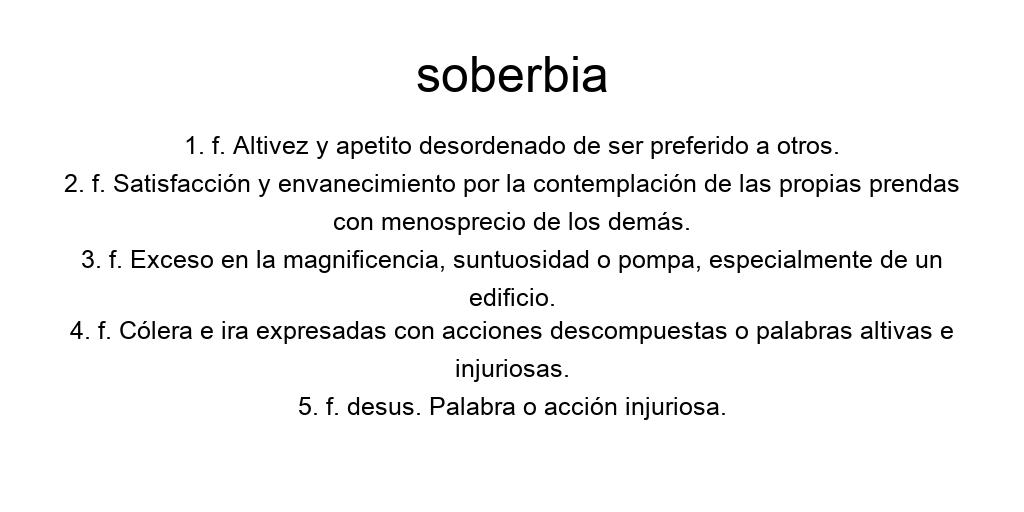 soberbia
1. f. Altivez y apetito desordenado de ser preferido a otros.
2. f. Satisfacción y envanecimiento por la contemplación de las propias prendas
con menosprecio de los demás.
3. f. Exceso en la magnificencia, suntuosidad o pompa, especialmente de un
edificio.
4. f. Cólera e ira expresadas con acciones descompuestas o palabras altivas e
injuriosas.
5. f. desus. Palabra o acción injuriosa.